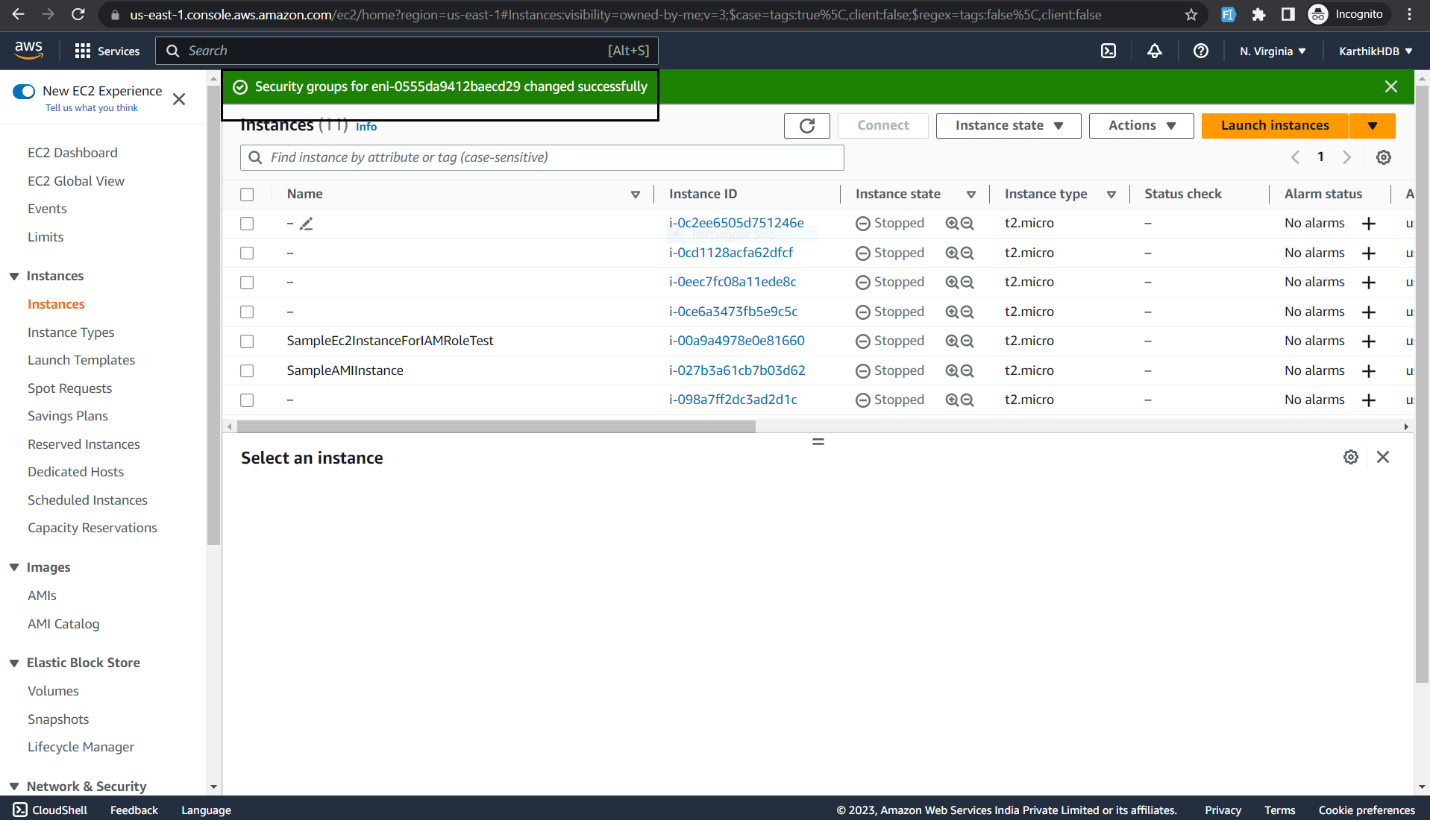 us-east-1.console.aws.amazon.com/ec2/home?region=us-east-1#Instances:visibility=owned-by-me;v=3;$case=tags:true%5C,client:false;$regex=tags:false%5C,client:false
Incognito
aws
Services
Search
[Alt+S]
N. Virginia
KarthikHDB
New EC2 Experience
Tell us what you think
EC2 Dashboard
EC2 Global View
Events
Limits
Instances
Instances
Instance Types
Launch Templates
Spot Requests
Savings Plans
Reserved Instances
Dedicated Hosts
Scheduled Instances
Capacity Reservations
Images
AMIs
AMI Catalog
Elastic Block Store
Volumes
Snapshots
Lifecycle Manager
Network & Security
Security groups for eni-0555da9412baecd29 changed successfully
Instances (11) Info
Connect
Instance state
Actions
Launch instances
Find instance by attribute or tag (case-sensitive)
1
Name Instance ID Instance state Instance type Status check Alarm status A
– i-0c2ee6505d751246e Stopped t2.micro – No alarms u
– i-0cd1128acfa62dfcf Stopped t2.micro – No alarms u
– i-0eec7fc08a11ede8c Stopped t2.micro – No alarms u
– i-0ce6a3473fb5e9c5c Stopped t2.micro – No alarms u
SampleEc2InstanceForIAMRoleTest i-00a9a4978e0e81660 Stopped t2.micro – No alarms u
SampleAMIInstance i-027b3a61cb7b03d62 Stopped t2.micro – No alarms u
– i-098a7ff2dc3ad2d1c Stopped t2.micro – No alarms u
Select an instance
CloudShell
Feedback
Language
© 2023, Amazon Web Services India Private Limited or its affiliates.
Privacy
Terms
Cookie preferences